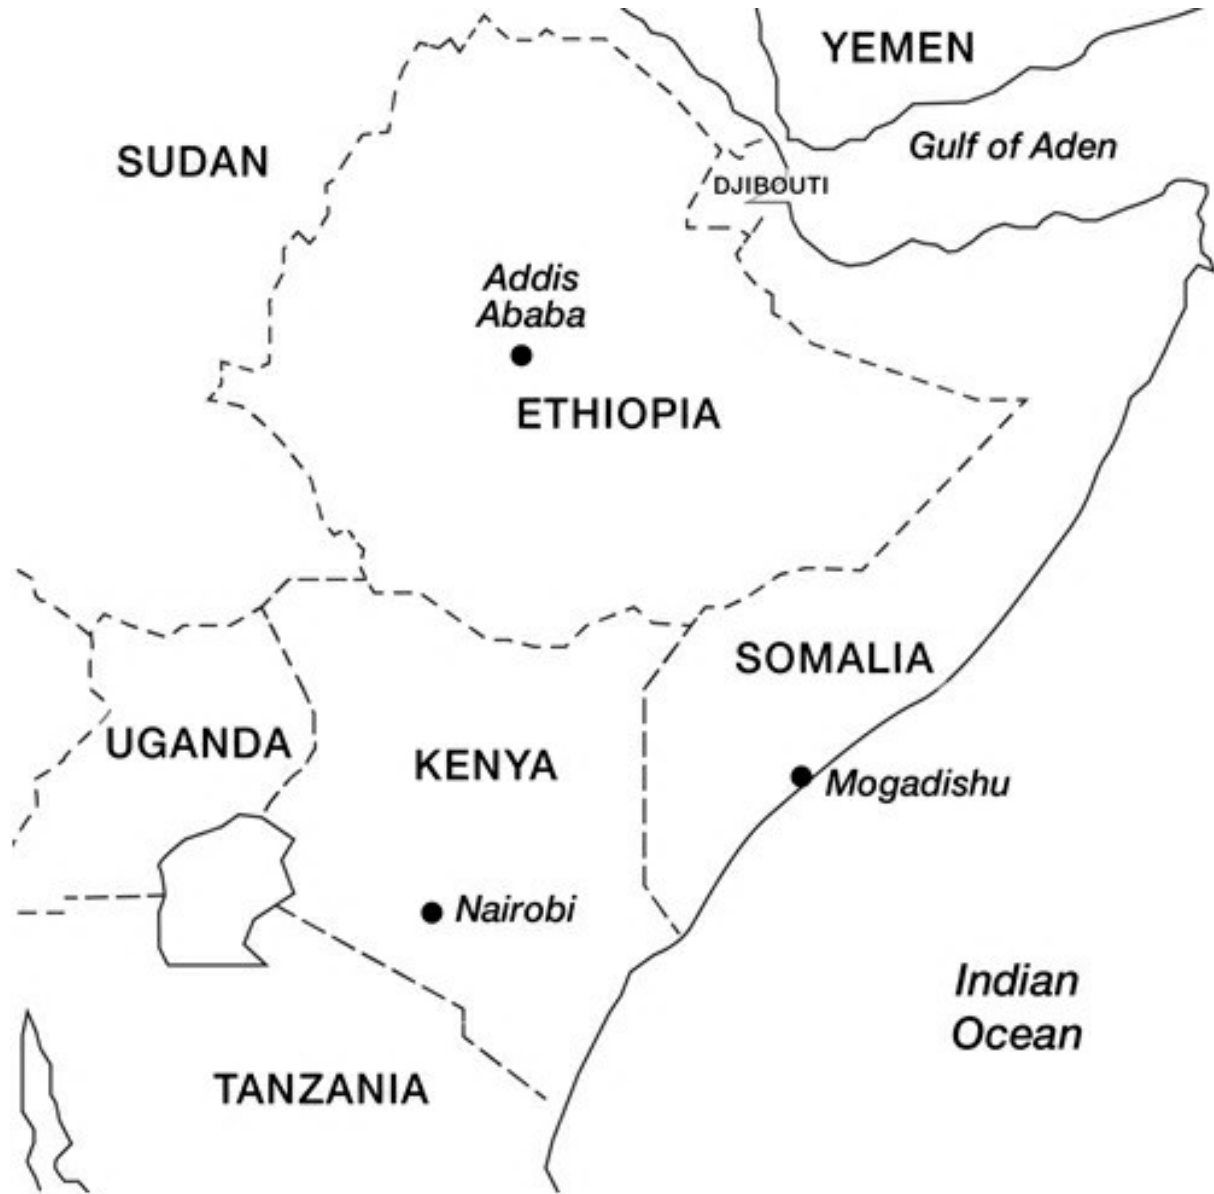 YEMEN
Gulf of Aden
SUDAN
DJIBOUTI
Addis
Ababa
ETHIOPIA
SOMALIA
UGANDA
KENYA
Mogadishu
Nairobi
Indian
Ocean
TANZANIA